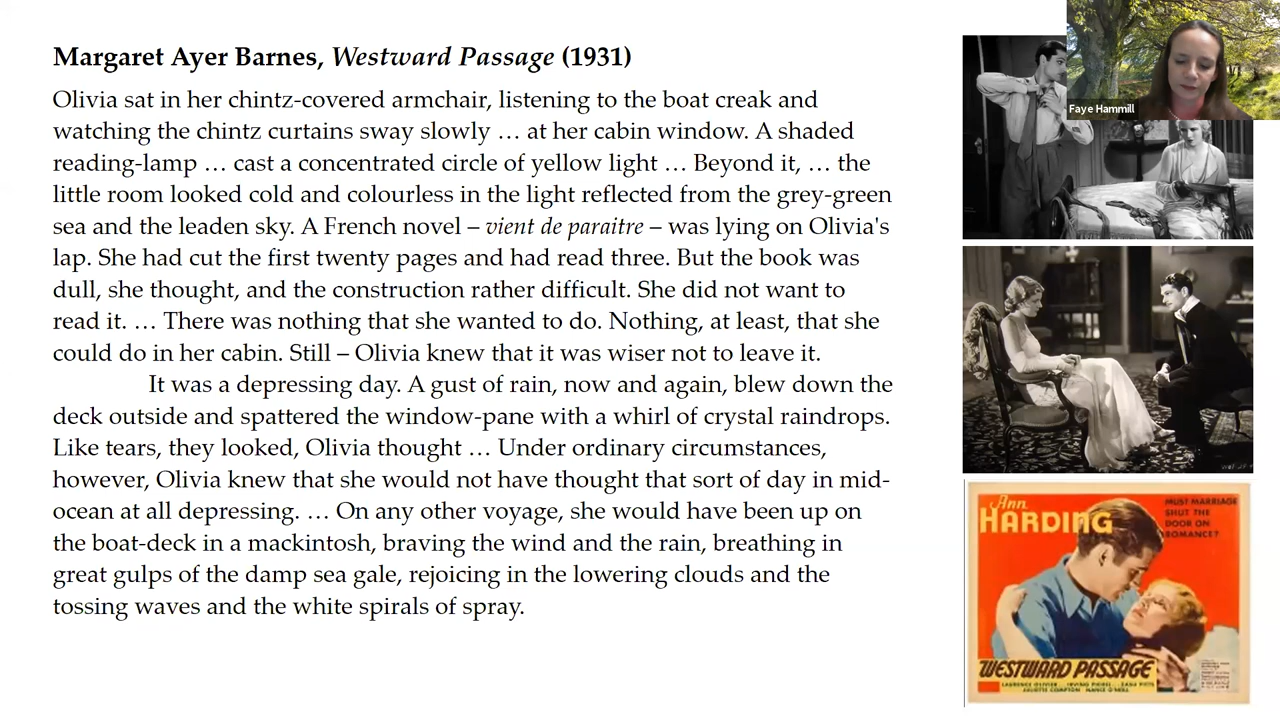 Margaret Ayer Barnes, Westward Passage (1931)
Olivia sat in her chintz-covered armchair, listening to the boat creak and
watching the chintz curtains sway slowly … at her cabin window. A shaded
reading-lamp … cast a concentrated circle of yellow light … Beyond it, … the
little room looked cold and colourless in the light reflected from the grey-green
sea and the leaden sky. A French novel – vient de paraitre – was lying on Olivia's
lap. She had cut the first twenty pages and had read three. But the book was
dull, she thought, and the construction rather difficult. She did not want to
read it. … There was nothing that she wanted to do. Nothing, at least, that she
could do in her cabin. Still – Olivia knew that it was wiser not to leave it.
It was a depressing day. A gust of rain, now and again, blew down the
deck outside and spattered the window-pane with a whirl of crystal raindrops.
Like tears, they looked, Olivia thought … Under ordinary circumstances,
however, Olivia knew that she would not have thought that sort of day in mid-
ocean at all depressing. … On any other voyage, she would have been up on
the boat-deck in a mackintosh, braving the wind and the rain, breathing in
great gulps of the damp sea gale, rejoicing in the lowering clouds and the
tossing waves and the white spirals of spray.
Faye Hammill
Ann
HARDING
MUST MARRIAGE
SHUT THE
DOOR ON
ROMANCE?
WESTWARD PASSAGE
LAURENCE OLIVIER IRVING PICHEL ZASU PITTS
JULIETTE COMPTON NANCE O'NEILL